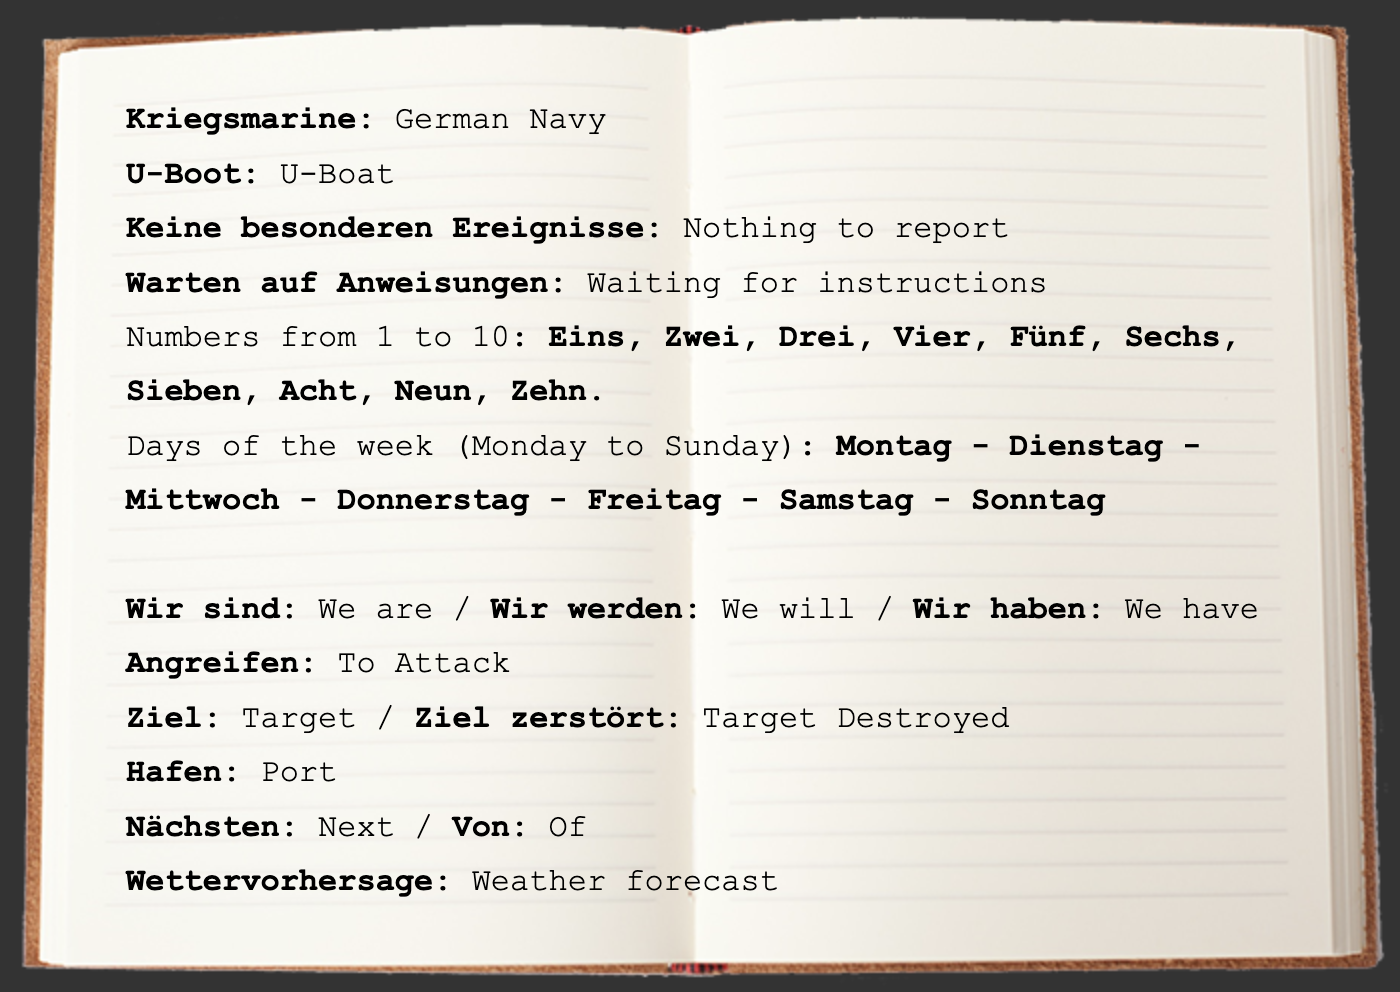 Kriegsmarine: German Navy
U-Boot: U-Boat
Keine besonderen Ereignisse: Nothing to report
Warten auf Anweisungen: Waiting for instructions
Numbers from 1 to 10: Eins, Zwei, Drei, Vier, Fünf, Sechs,
Sieben, Acht, Neun, Zehn.
Days of the week (Monday to Sunday): Montag - Dienstag -
Mittwoch - Donnerstag - Freitag - Samstag - Sonntag
Wir sind: We are / Wir werden: We will / Wir haben: We have
Angreifen: To Attack
Ziel: Target / Ziel zerstört: Target Destroyed
Hafen: Port
Nächsten: Next / Von: Of
Wettervorhersage: Weather forecast